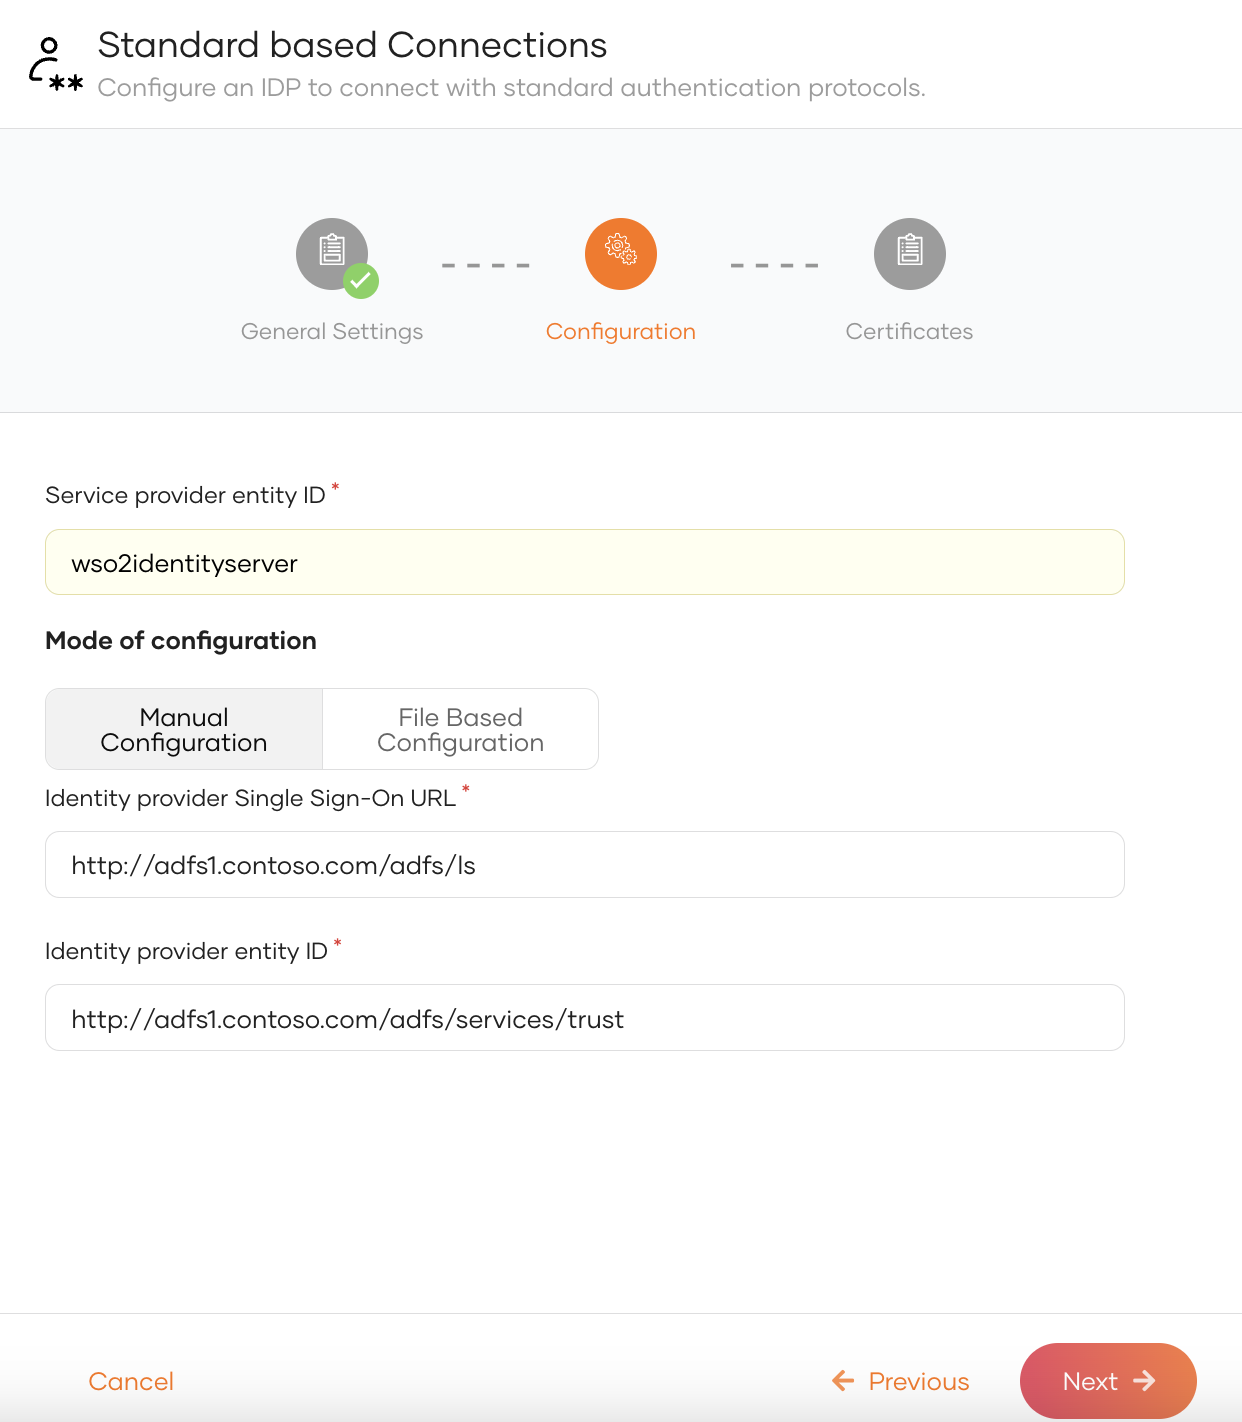 Standard based Connections
Configure an IDP to connect with standard authentication protocols.
General Settings
Configuration
Certificates
Service provider entity ID *
wso2identityserver
Mode of configuration
Manual
Configuration
File Based
Configuration
Identity provider Single Sign-On URL *
http://adfs1.contoso.com/adfs/ls
Identity provider entity ID *
http://adfs1.contoso.com/adfs/services/trust
Cancel
Previous
Next